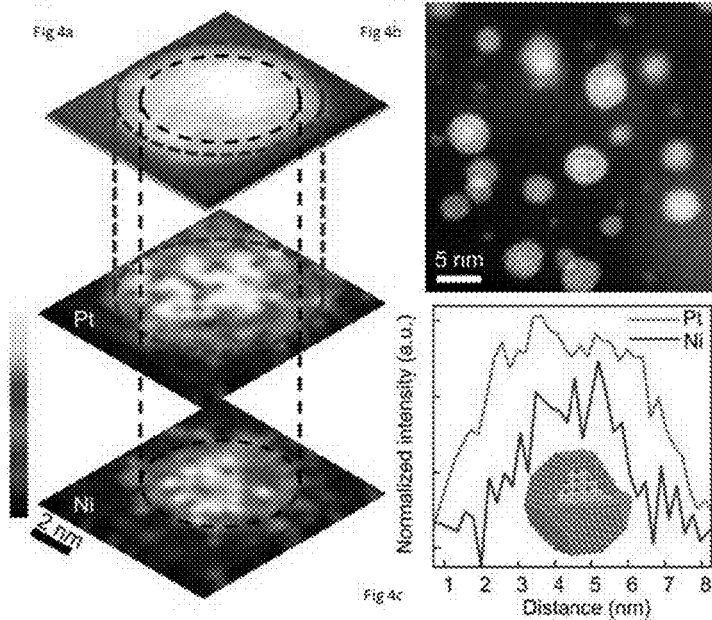 Fig 4a
Fig 4b
5 nm
Pt
Ni
2 nm
Pt
Ni
Normalized intensity (a.u.)
1 2 3 4 5 6 7 8
Distance (nm)
Fig 4c